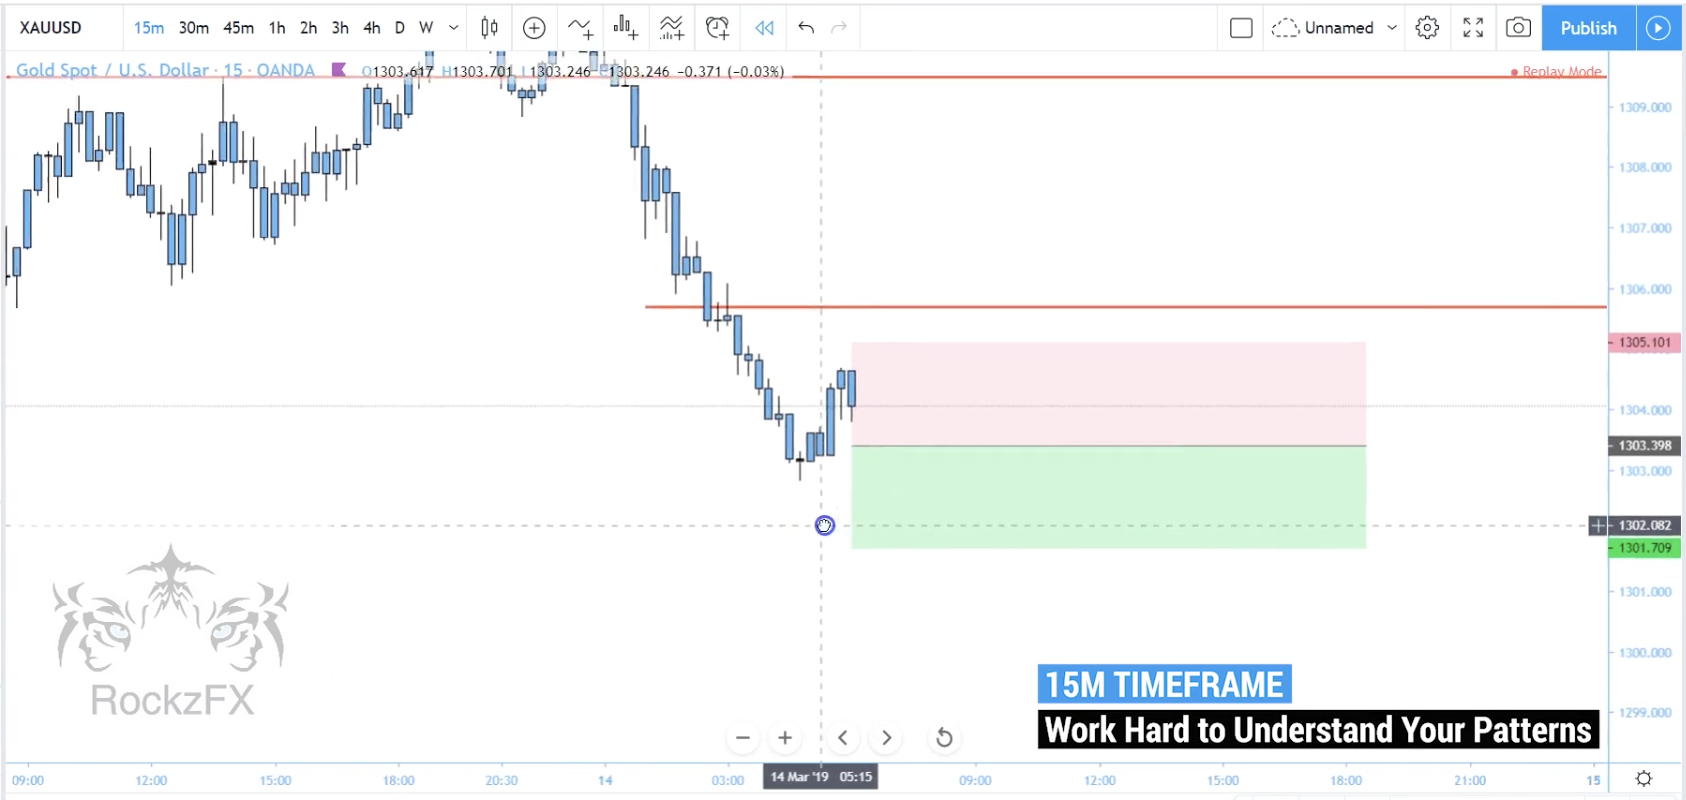 XAUUSD 15m 30m 45m 1h 2h 3h 4h D W Unnamed Publish
Gold Spot / U.S. Dollar · 15 · OANDA O1303.617 H1303.701 L1303.246 C1303.246 −0.371 (−0.03%) Replay Mode
1309.000
1308.000
1307.000
1306.000
1305.101
1304.000
1303.398
1303.000
1302.082
1301.709
1301.000
1300.000
1299.000
RockzFX
15M TIMEFRAME
Work Hard to Understand Your Patterns
09:00 12:00 15:00 18:00 20:30 14 03:00 14 Mar '19 05:15 09:00 12:00 15:00 18:00 21:00 15